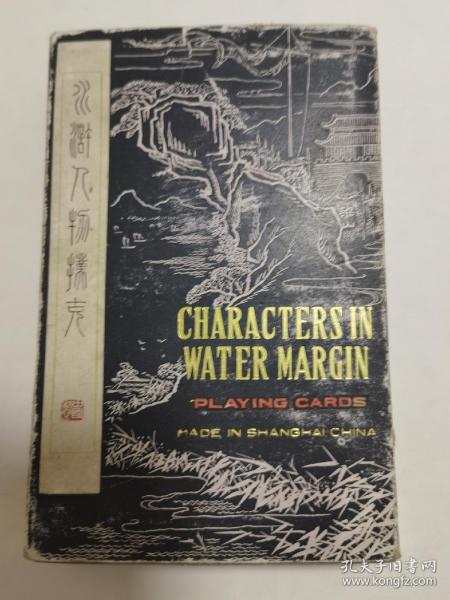 水滸人物撲克
CHARACTERS IN
WATER MARGIN
PLAYING CARDS
MADE IN SHANGHAI CHINA
孔夫子旧书网
www.kongfz.com